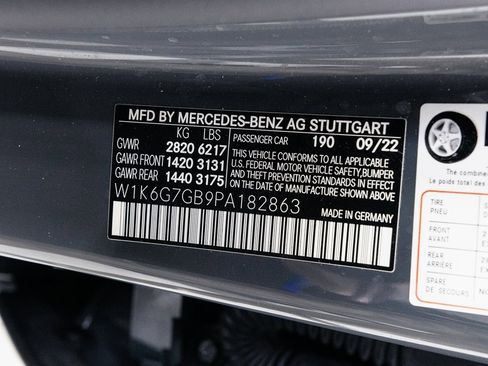 MFD BY MERCEDES-BENZ AG STUTTGART
KG LBS
PASSENGER CAR 190 09/22
GVWR 2820 6217
GAWR FRONT 1420 3131
GAWR REAR 1440 3175
THIS VEHICLE CONFORMS TO ALL APPLICABLE
U.S. FEDERAL MOTOR VEHICLE SAFETY, BUMPER,
AND THEFT PREVENTION STANDARDS IN EFFECT
ON THE DATE OF MANUFACTURE SHOWN ABOVE.
W1K6G7GB9PA182863
MADE IN GERMANY
The combine
Le poids total des
TIRE
PNEU
FRONT
AVANT
REAR
ARRIERE
SPARE
DE SECOURS